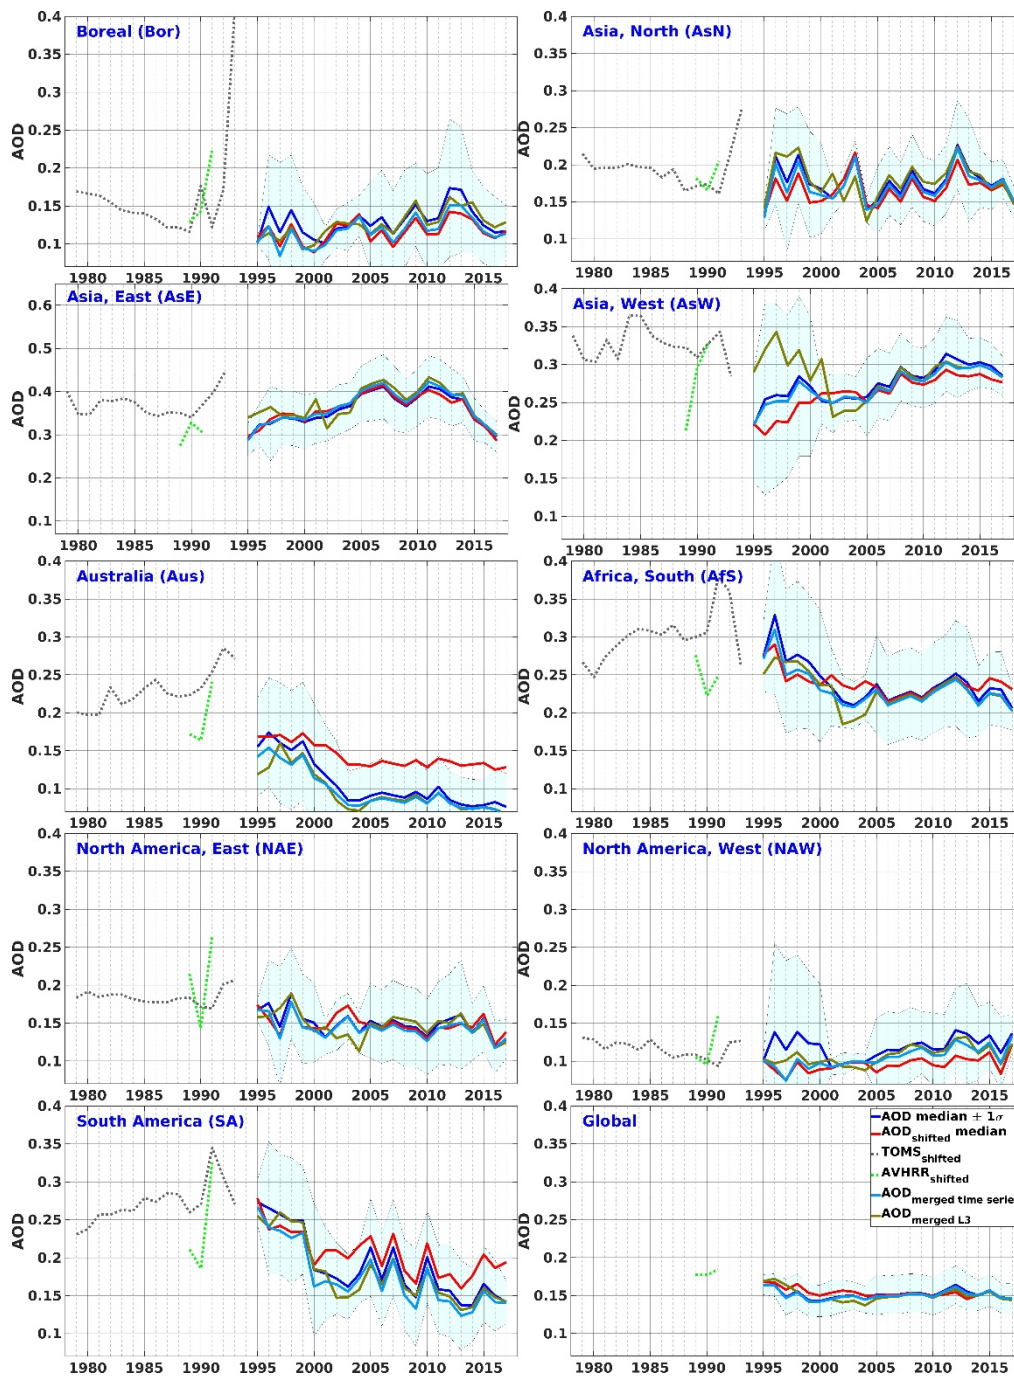 Boreal (Bor)
AOD
0.4
0.35
0.3
0.25
0.2
0.15
0.1
1980 1985 1990 1995 2000 2005 2010 2015
Asia, North (AsN)
AOD
0.4
0.35
0.3
0.25
0.2
0.15
0.1
1980 1985 1990 1995 2000 2005 2010 2015
Asia, East (AsE)
AOD
0.6
0.5
0.4
0.3
0.2
0.1
1980 1985 1990 1995 2000 2005 2010 2015
Asia, West (AsW)
AOD
0.4
0.35
0.3
0.25
0.2
0.15
0.1
1980 1985 1990 1995 2000 2005 2010 2015
Australia (Aus)
AOD
0.4
0.35
0.3
0.25
0.2
0.15
0.1
1980 1985 1990 1995 2000 2005 2010 2015
Africa, South (AfS)
AOD
0.4
0.35
0.3
0.25
0.2
0.15
0.1
1980 1985 1990 1995 2000 2005 2010 2015
North America, East (NAE)
AOD
0.4
0.35
0.3
0.25
0.2
0.15
0.1
1980 1985 1990 1995 2000 2005 2010 2015
North America, West (NAW)
AOD
0.4
0.35
0.3
0.25
0.2
0.15
0.1
1980 1985 1990 1995 2000 2005 2010 2015
South America (SA)
AOD
0.4
0.35
0.3
0.25
0.2
0.15
0.1
1980 1985 1990 1995 2000 2005 2010 2015
Global
AOD
0.4
0.35
0.3
0.25
0.2
0.15
0.1
1980 1985 1990 1995 2000 2005 2010 2015
AOD median ± 1σ
AOD shifted median
TOMS shifted
AVHRR shifted
AOD merged time serie
AOD merged L3